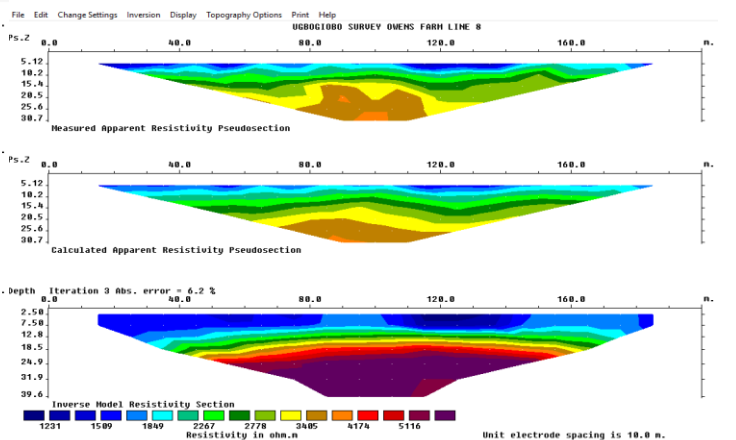 File Edit Change Settings Inversion Display Topography Options Print Help
UGBOGIOBO SURVEY OWENS FARM LINE 8
Ps.Z 0.0 40.0 80.0 120.0 160.0 m.
5.12
10.2
15.4
20.5
25.6
30.7
Measured Apparent Resistivity Pseudosection
Ps.Z 0.0 40.0 80.0 120.0 160.0 m.
5.12
10.2
15.4
20.5
25.6
30.7
Calculated Apparent Resistivity Pseudosection
Depth Iteration 3 Abs. error = 6.2 %
0.0 40.0 80.0 120.0 160.0 m.
2.50
7.50
12.8
18.5
24.9
31.9
39.6
Inverse Model Resistivity Section
1231 1509 1849 2267 2778 3405 4174 5116
Resistivity in ohm.m Unit electrode spacing is 10.0 m.